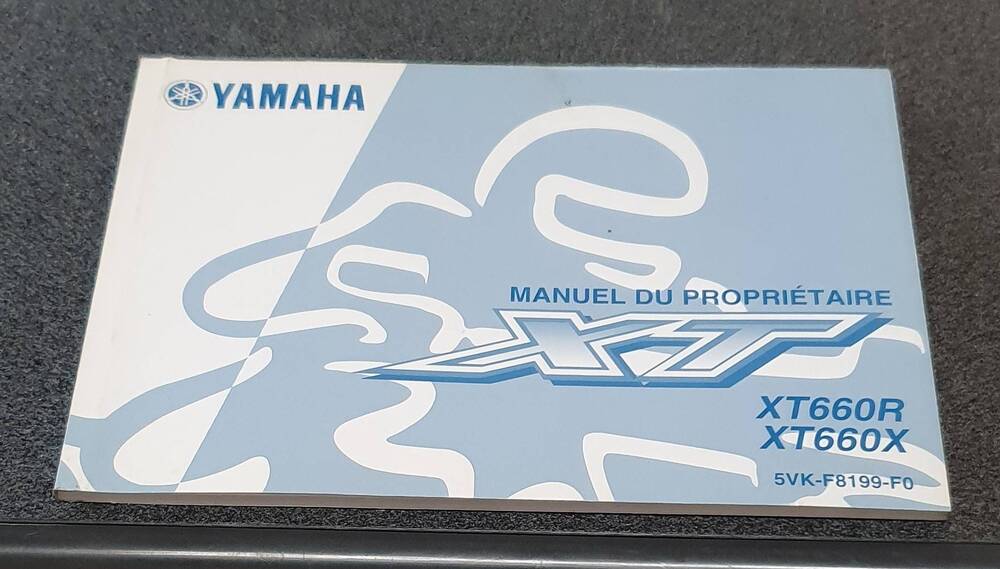 YAMAHA
MANUEL DU PROPRIÉTAIRE
XT
XT660R
XT660X
5VK-F8199-F0